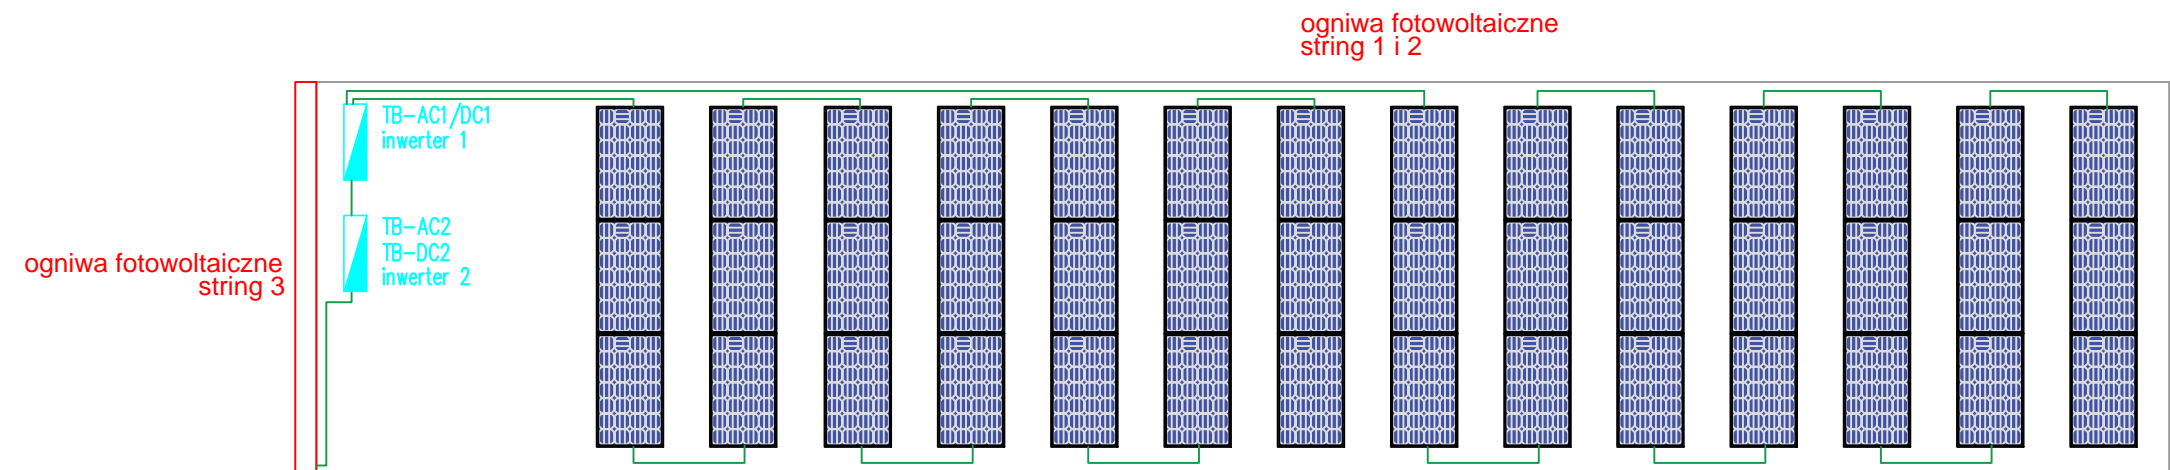 ogniwa fotowoltaiczne
string 1 i 2
TB-AC1/DC1
inwerter 1
TB-AC2
TB-DC2
inwerter 2
ogniwa fotowoltaiczne
string 3